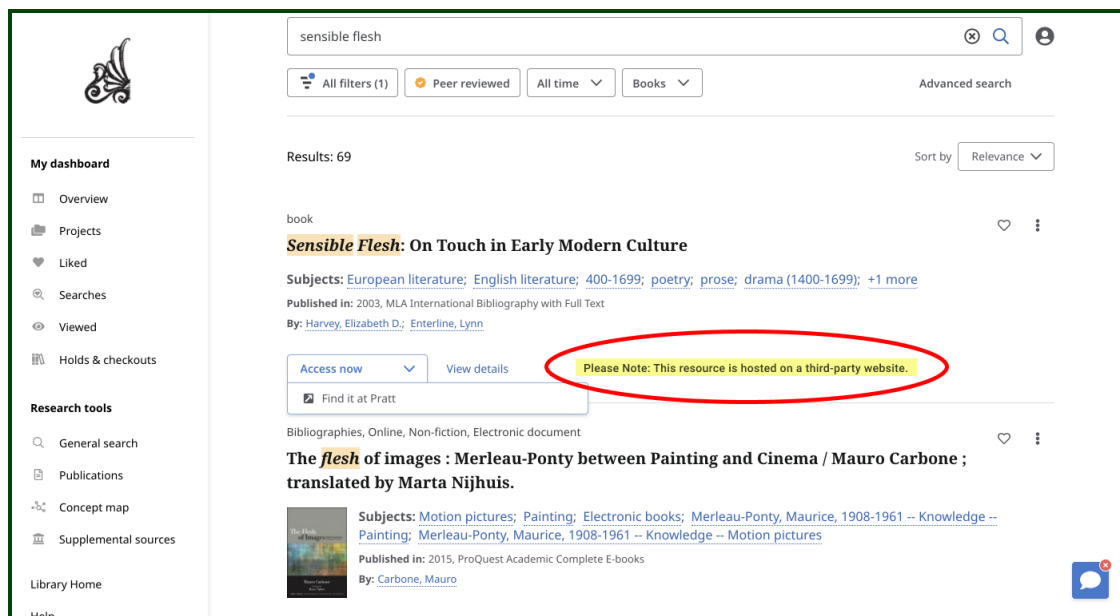 sensible flesh
All filters (1)
Peer reviewed
All time
Books
Advanced search
My dashboard
Overview
Projects
Liked
Searches
Viewed
Holds & checkouts
Research tools
General search
Publications
Concept map
Supplemental sources
Library Home
Help
Results: 69
Sort by
Relevance
book
Sensible Flesh: On Touch in Early Modern Culture
Subjects: European literature; English literature; 400-1699; poetry; prose; drama (1400-1699); +1 more
Published in: 2003, MLA International Bibliography with Full Text
By: Harvey, Elizabeth D.; Enterline, Lynn
Access now
View details
Please Note: This resource is hosted on a third-party website.
Find it at Pratt
Bibliographies, Online, Non-fiction, Electronic document
The flesh of images : Merleau-Ponty between Painting and Cinema / Mauro Carbone ;
translated by Marta Nijhuis.
The Flesh
of Images
Mauro Carbone
Subjects: Motion pictures; Painting; Electronic books; Merleau-Ponty, Maurice, 1908-1961 -- Knowledge --
Painting; Merleau-Ponty, Maurice, 1908-1961 -- Knowledge -- Motion pictures
Published in: 2015, ProQuest Academic Complete E-books
By: Carbone, Mauro